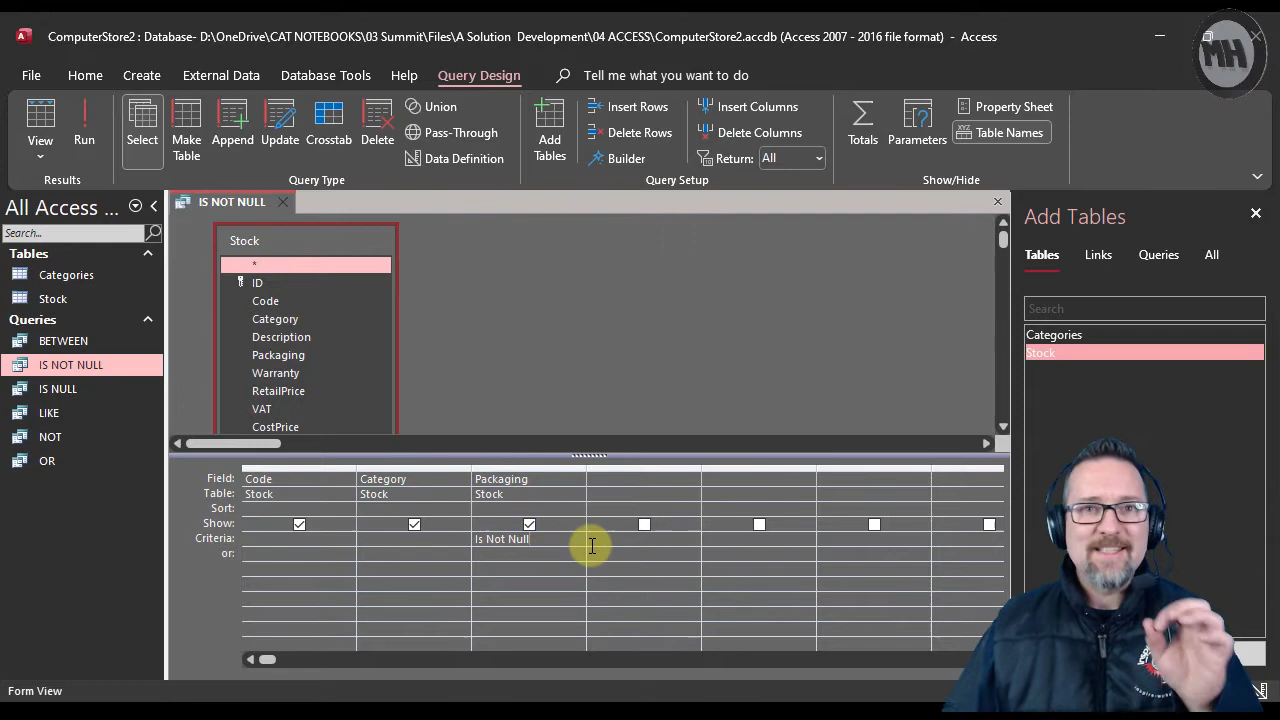 ComputerStore2 : Database- D:\OneDrive\CAT NOTEBOOKS\03 Summit\Files\A Solution Development\04 ACCESS\ComputerStore2.accdb (Access 2007 - 2016 file format) - Access
MH
File Home Create External Data Database Tools Help Query Design Tell me what you want to do
View Run Select Make Table Append Update Crosstab Delete
Union
Pass-Through
Data Definition
Add Tables
Insert Rows
Delete Rows
Builder
Insert Columns
Delete Columns
Return: All
Totals Parameters
Property Sheet
XYZ Table Names
Results Query Type Query Setup Show/Hide
All Access ...
Search...
Tables
Categories
Stock
Queries
BETWEEN
IS NOT NULL
IS NULL
LIKE
NOT
OR
IS NOT NULL
Stock
*
ID
Code
Category
Description
Packaging
Warranty
RetailPrice
VAT
CostPrice
Field: Code Category Packaging
Table: Stock Stock Stock
Sort:
Show:
Criteria: Is Not Null
or:
Add Tables
Tables Links Queries All
Search
Categories
Stock
Form View